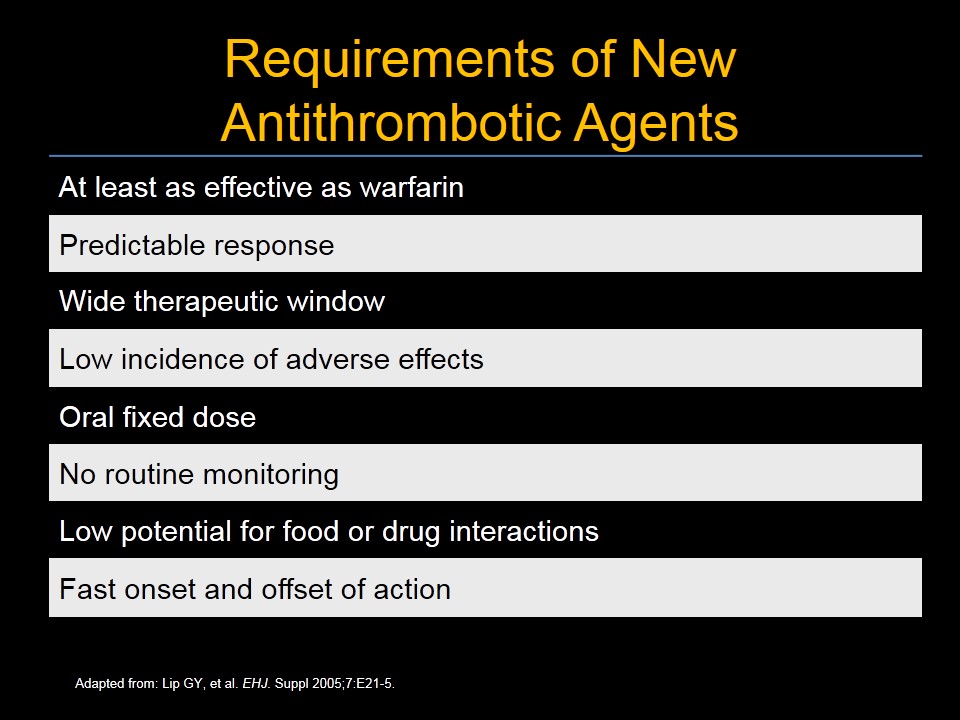 Requirements of New
Antithrombotic Agents
At least as effective as warfarin
Predictable response
Wide therapeutic window
Low incidence of adverse effects
Oral fixed dose
No routine monitoring
Low potential for food or drug interactions
Fast onset and offset of action
Adapted from: Lip GY, et al. EHJ. Suppl 2005;7:E21-5.